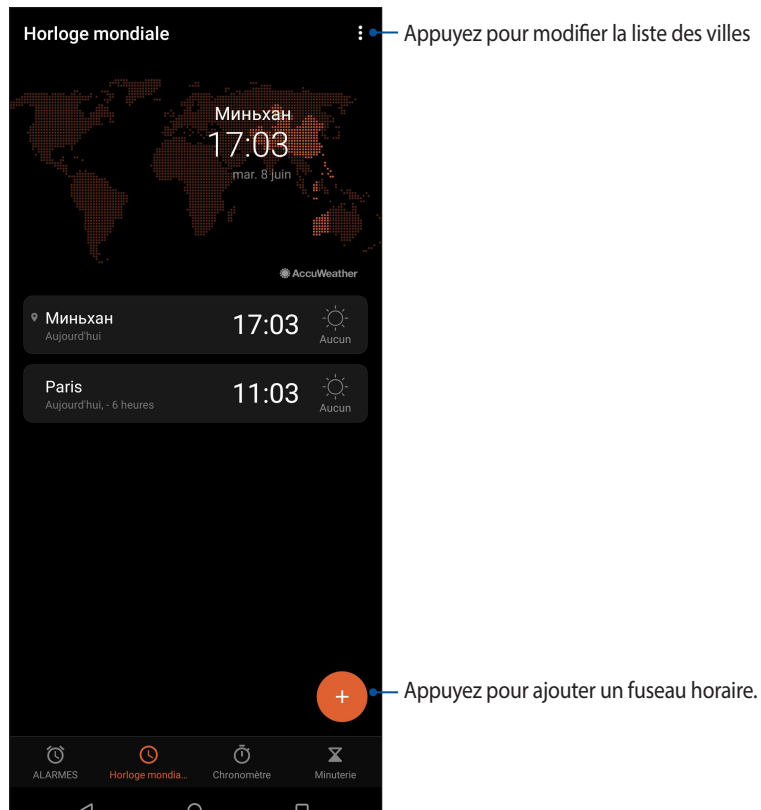 Horloge mondiale
Appuyez pour modifier la liste des villes
Миньхан
17:03
mar. 8 juin
AccuWeather
Миньхан
Aujourd'hui
17:03
Aucun
Paris
Aujourd'hui, - 6 heures
11:03
Aucun
+
Appuyez pour ajouter un fuseau horaire.
ALARMES
Horloge mondia...
Chronomètre
Minuterie